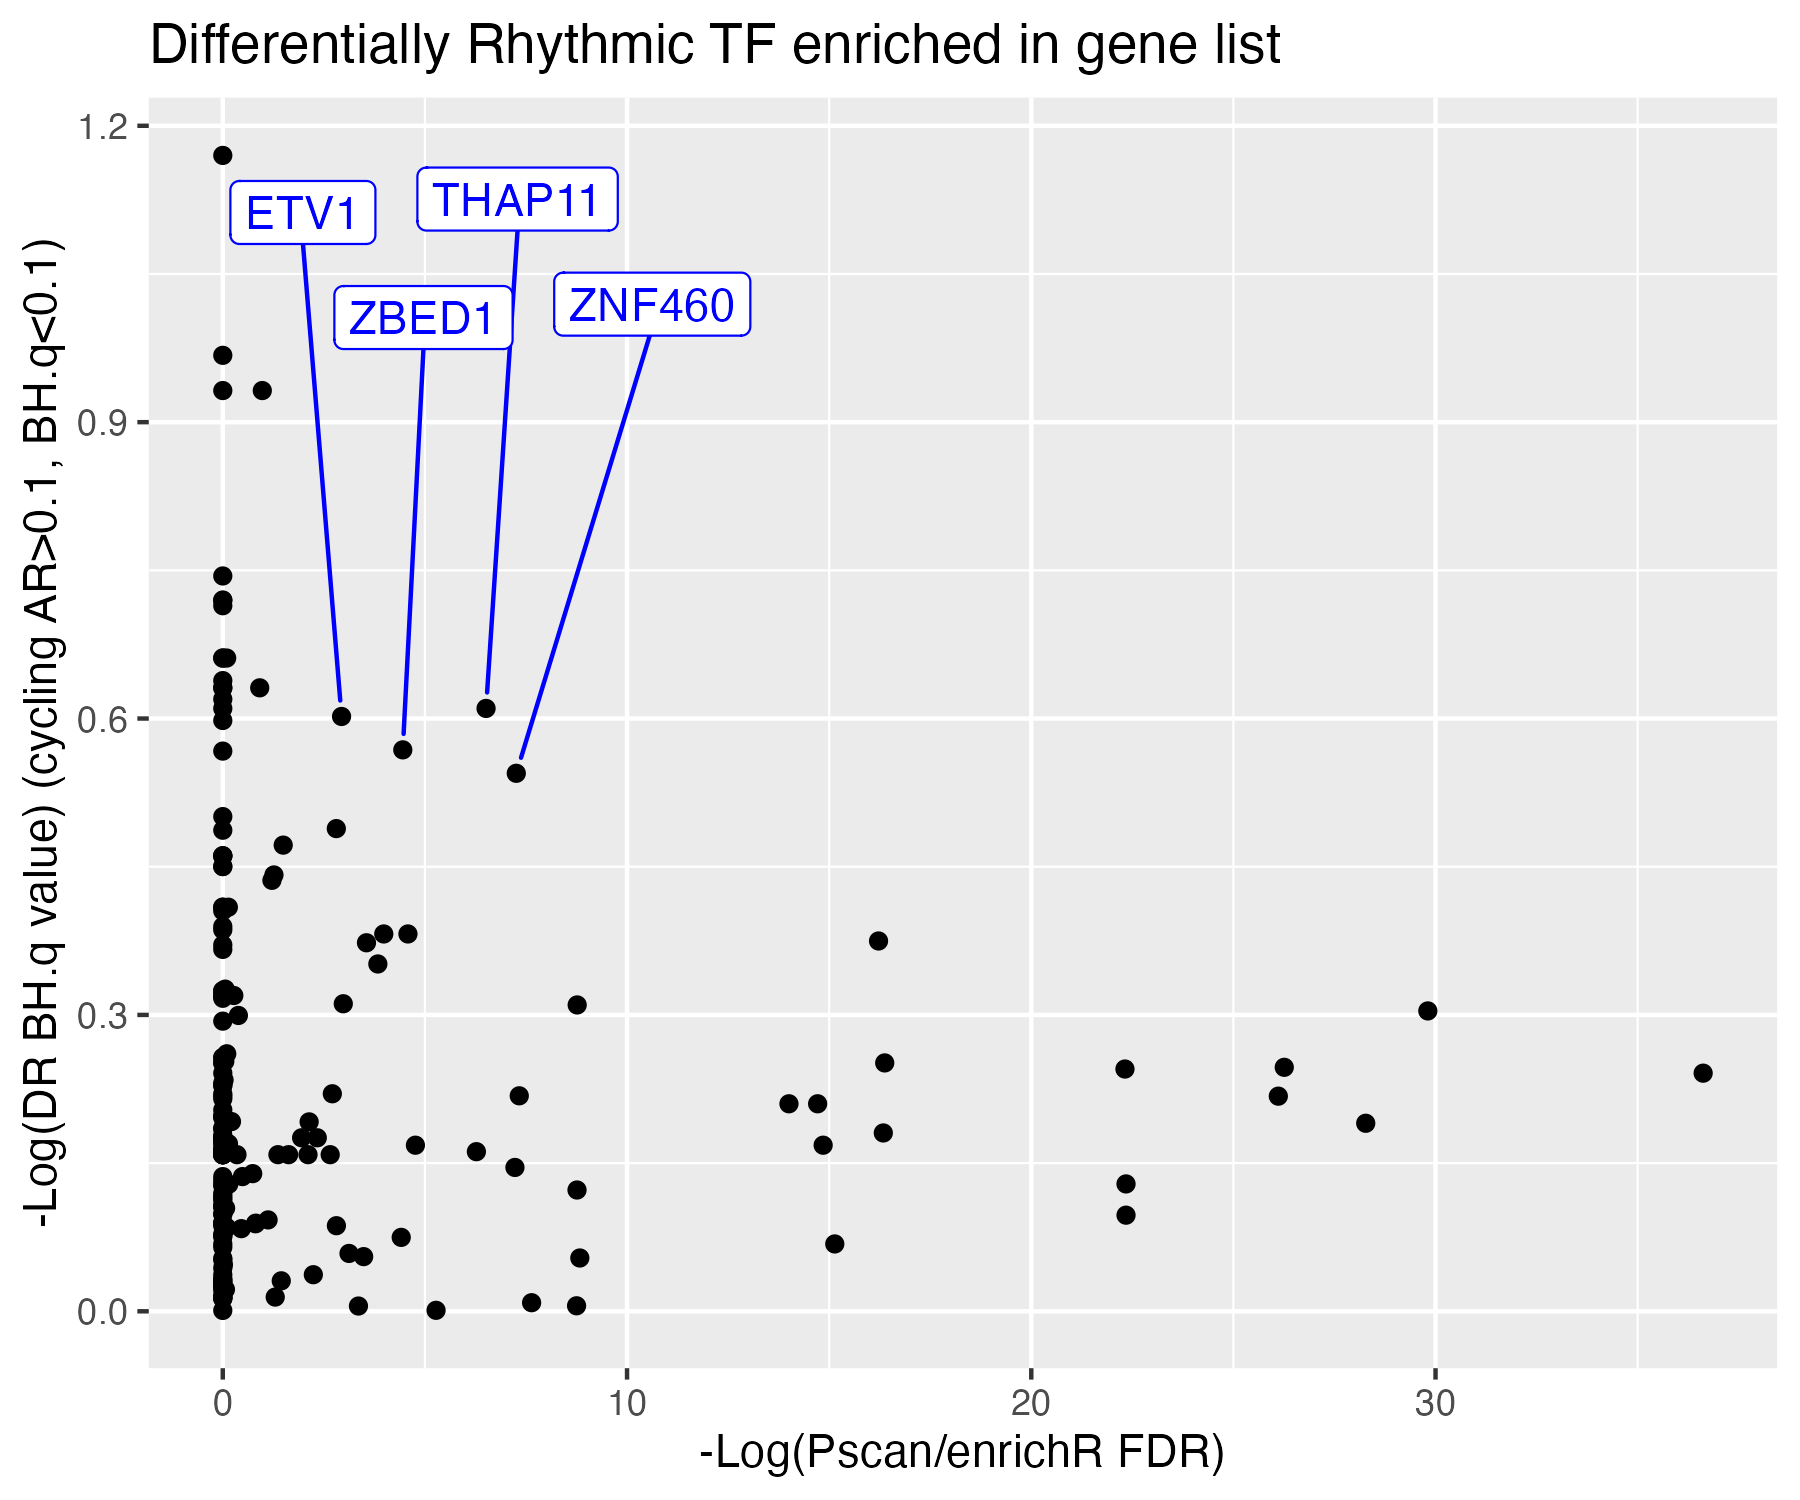 Differentially Rhythmic TF enriched in gene list
-Log(DR BH.q value) (cycling AR>0.1, BH.q<0.1)
1.2
0.9
0.6
0.3
0.0
ETV1
THAP11
ZBED1
ZNF460
0
10
20
30
-Log(Pscan/enrichR FDR)